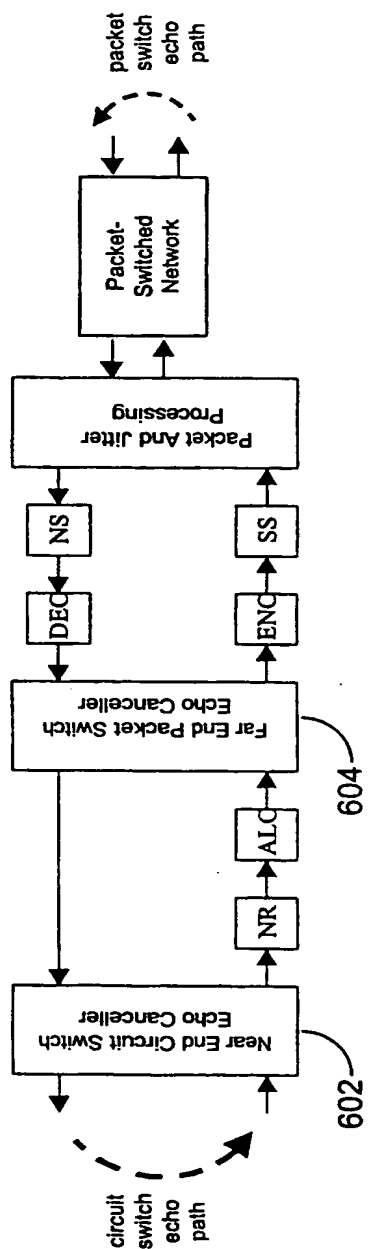 packet
switch
echo
path
Packet-
Switched
Network
Packet And Jitter
Processing
NS
SS
DEC
ENC
Far End Packet Switch
Echo Canceller
604
ALC
NR
Near End Circuit Switch
Echo Canceller
602
circuit
switch
echo
path